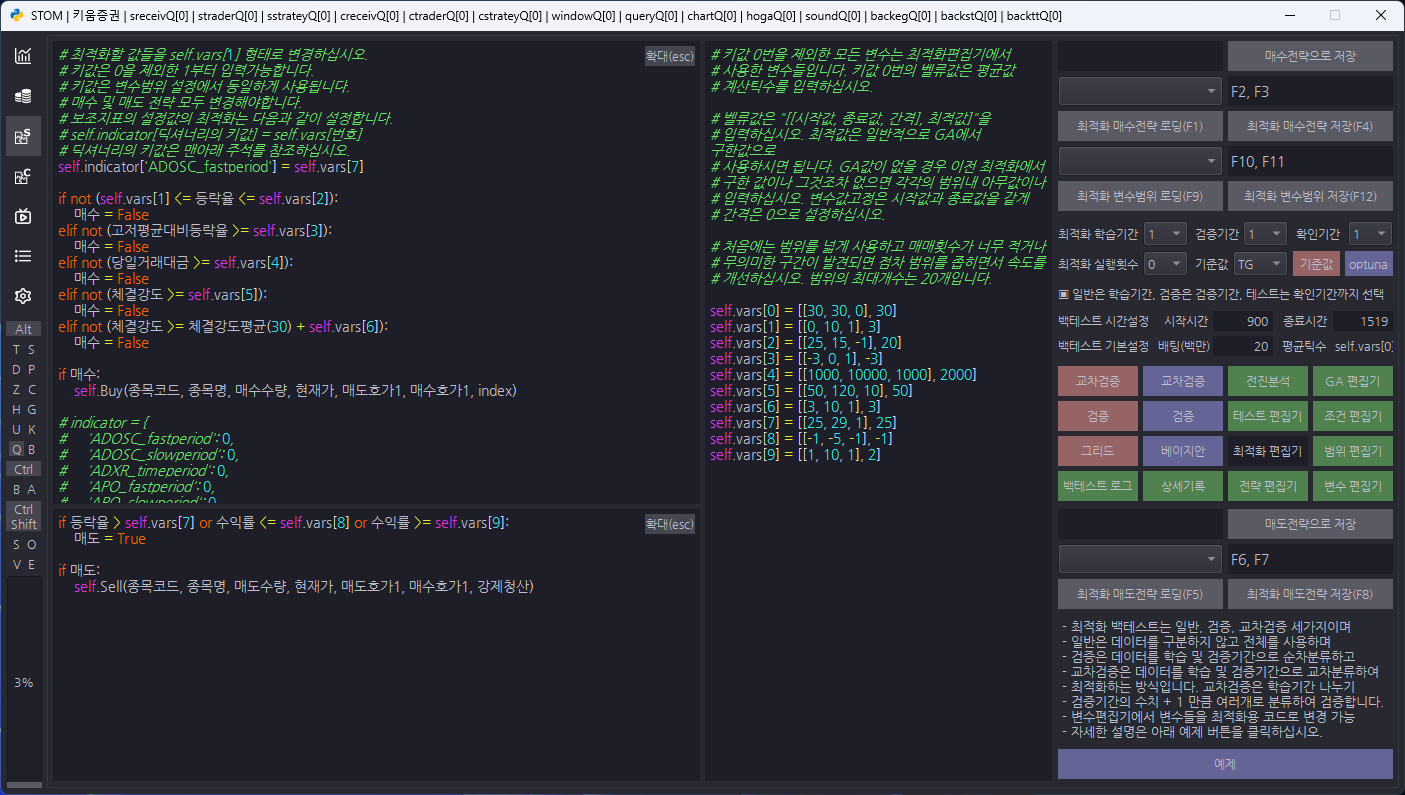 STOM | 키움증권 | sreceivQ[0] | straderQ[0] | sstrateyQ[0] | creceivQ[0] | ctraderQ[0] | cstrateyQ[0] | windowQ[0] | queryQ[0] | chartQ[0] | hogaQ[0] | soundQ[0] | backegQ[0] | backstQ[0] | backttQ[0]
Alt
T S
D P
Z C
H G
U K
Q B
Ctrl
B A
Ctrl
Shift
S O
V E
3%
# 최적화할 값들을 self.vars[1] 형태로 변경하십시오.
# 키값은 0을 제외한 1부터 입력가능합니다.
# 키값은 변수범위 설정에서 동일하게 사용됩니다.
# 매수 및 매도 전략 모두 변경해야합니다.
# 보조지표의 설정값의 최적화는 다음과 같이 설정합니다.
# self.indicator[딕셔너리의 키값] = self.vars[번호]
# 딕셔너리의 키값은 맨아래 주석를 참조하십시오.
self.indicator['ADOSC_fastperiod'] = self.vars[7]
if not (self.vars[1] <= 등락율 <= self.vars[2]):
매수 = False
elif not (고저평균대비등락율 >= self.vars[3]):
매수 = False
elif not (당일거래대금 >= self.vars[4]):
매수 = False
elif not (체결강도 >= self.vars[5]):
매수 = False
elif not (체결강도 >= 체결강도평균(30) + self.vars[6]):
매수 = False
if 매수:
self.Buy(종목코드, 종목명, 매수수량, 현재가, 매도호가1, 매수호가1, index)
# indicator = {
# 'ADOSC_fastperiod': 0,
# 'ADOSC_slowperiod': 0,
# 'ADXR_timeperiod': 0,
# 'APO_fastperiod': 0,
# 'APO_slowperiod': 0
확대(esc)
if 등락율 > self.vars[7] or 수익률 <= self.vars[8] or 수익률 >= self.vars[9]:
매도 = True
if 매도:
self.Sell(종목코드, 종목명, 매도수량, 현재가, 매도호가1, 매수호가1, 강제청산)
확대(esc)
# 키값 0번을 제외한 모든 변수는 최적화편집기에서
# 사용한 변수들입니다. 키값 0번의 벨류값은 평균값
# 계산틱수를 입력하십시오.
# 벨류값은 "[[시작값, 종료값, 간격], 최적값]"을
# 입력하십시오. 최적값은 일반적으로 GA에서
구한값으로
# 사용하시면 됩니다. GA값이 없을 경우 이전 최적화에서
# 구한 값이나 그것조차 없으면 각각의 범위내 아무값이나
# 입력하십시오. 변수값고정은 시작값과 종료값을 같게
# 간격은 0으로 설정하십시오.
# 처음에는 범위를 넓게 사용하고 매매횟수가 너무 적거나
# 무의미한 구간이 발견되면 점차 범위를 좁히면서 속도를
# 개선하십시오. 범위의 최대개수는 20개입니다.
self.vars[0] = [[30, 30, 0], 30]
self.vars[1] = [[0, 10, 1], 3]
self.vars[2] = [[25, 15, -1], 20]
self.vars[3] = [[-3, 0, 1], -3]
self.vars[4] = [[1000, 10000, 1000], 2000]
self.vars[5] = [[50, 120, 10], 50]
self.vars[6] = [[3, 10, 1], 3]
self.vars[7] = [[25, 29, 1], 25]
self.vars[8] = [[-1, -5, -1], -1]
self.vars[9] = [[1, 10, 1], 2]
매수전략으로 저장
F2, F3
최적화 매수전략 로딩(F1) 최적화 매수전략 저장(F4)
F10, F11
최적화 변수범위 로딩(F9) 최적화 변수범위 저장(F12)
최적화 학습기간 1 검증기간 1 확인기간 1
최적화 실행횟수 0 기준값 TG 기준값 optuna
▣ 일반은 학습기간, 검증은 검증기간, 테스트는 확인기간까지 선택
백테스트 시간설정 시작시간 900 종료시간 1519
백테스트 기본설정 배팅(백만) 20 평균틱수 self.vars[0]
교차검증 교차검증 전진분석 GA 편집기
검증 검증 테스트 편집기 조건 편집기
그리드 베이지안 최적화 편집기 범위 편집기
백테스트 로그 상세기록 전략 편집기 변수 편집기
매도전략으로 저장
F6, F7
최적화 매도전략 로딩(F5) 최적화 매도전략 저장(F8)
- 최적화 백테스트는 일반, 검증, 교차검증 세가지이며
- 일반은 데이터를 구분하지 않고 전체를 사용하며
- 검증은 데이터를 학습 및 검증기간으로 순차분류하고
- 교차검증은 데이터를 학습 및 검증기간으로 교차분류하여
- 최적화하는 방식입니다. 교차검증은 학습기간 나누기
- 검증기간의 수치 + 1 만큼 여러개로 분류하여 검증합니다.
- 변수편집기에서 변수들을 최적화용 코드로 변경 가능
- 자세한 설명은 아래 예제 버튼을 클릭하십시오.
예제